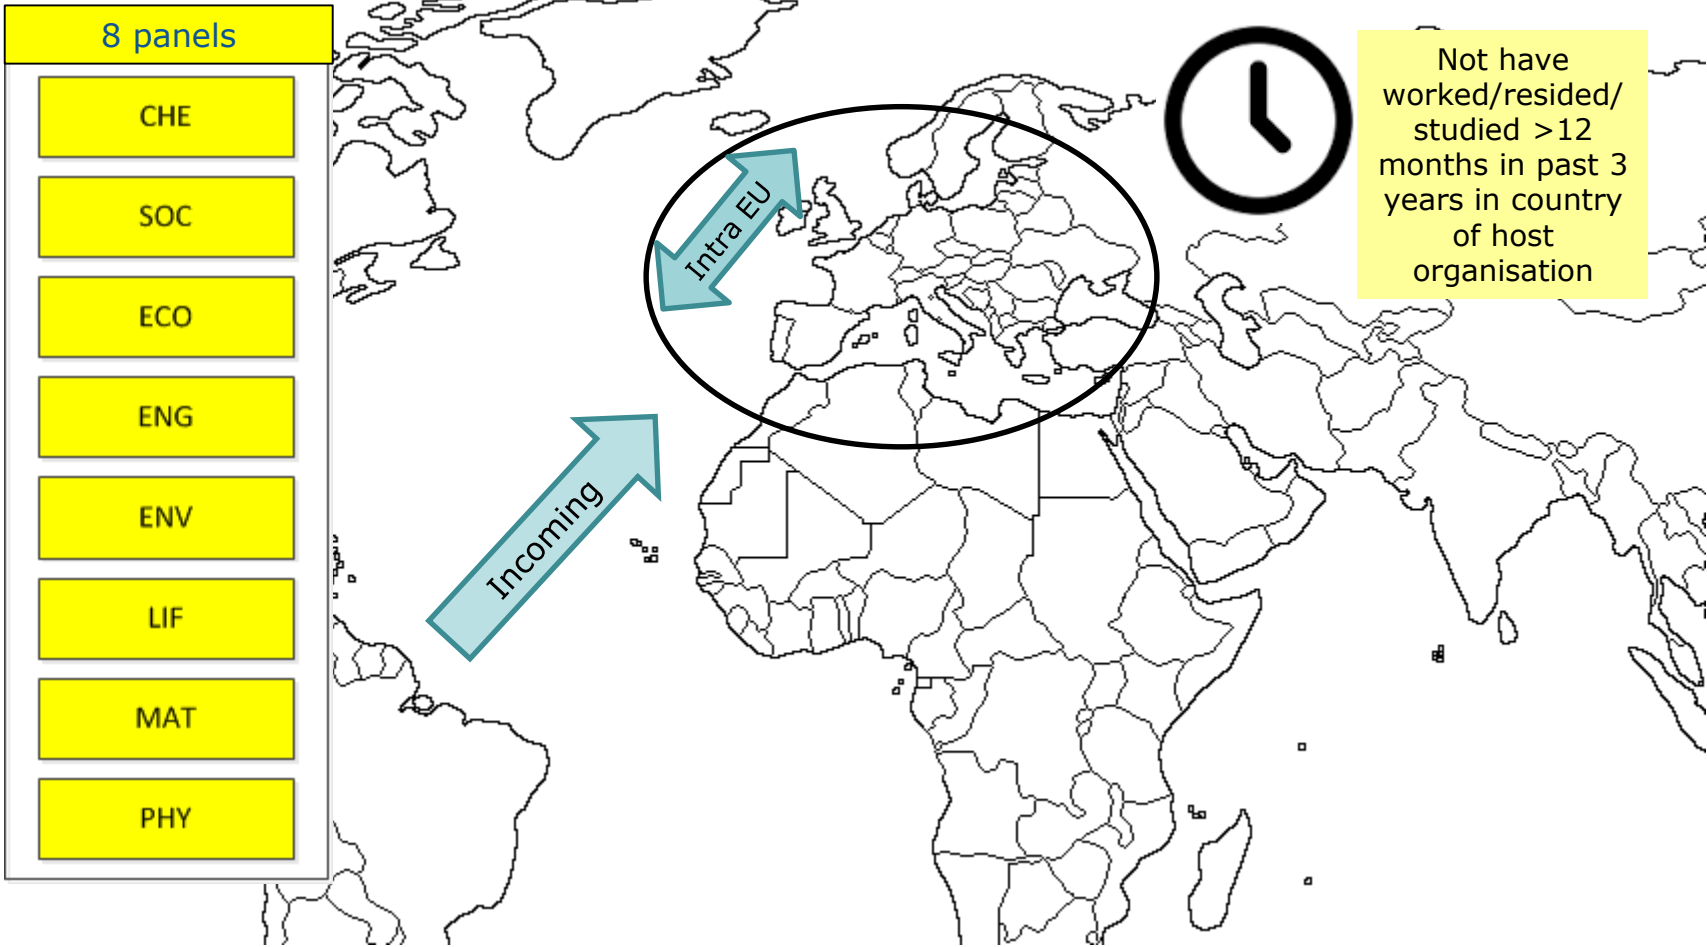 8 panels
CHE
SOC
ECO
ENG
ENV
LIF
MAT
PHY
Intra EU
Incoming
Not have
worked/resided/
studied >12
months in past 3
years in country
of host
organisation